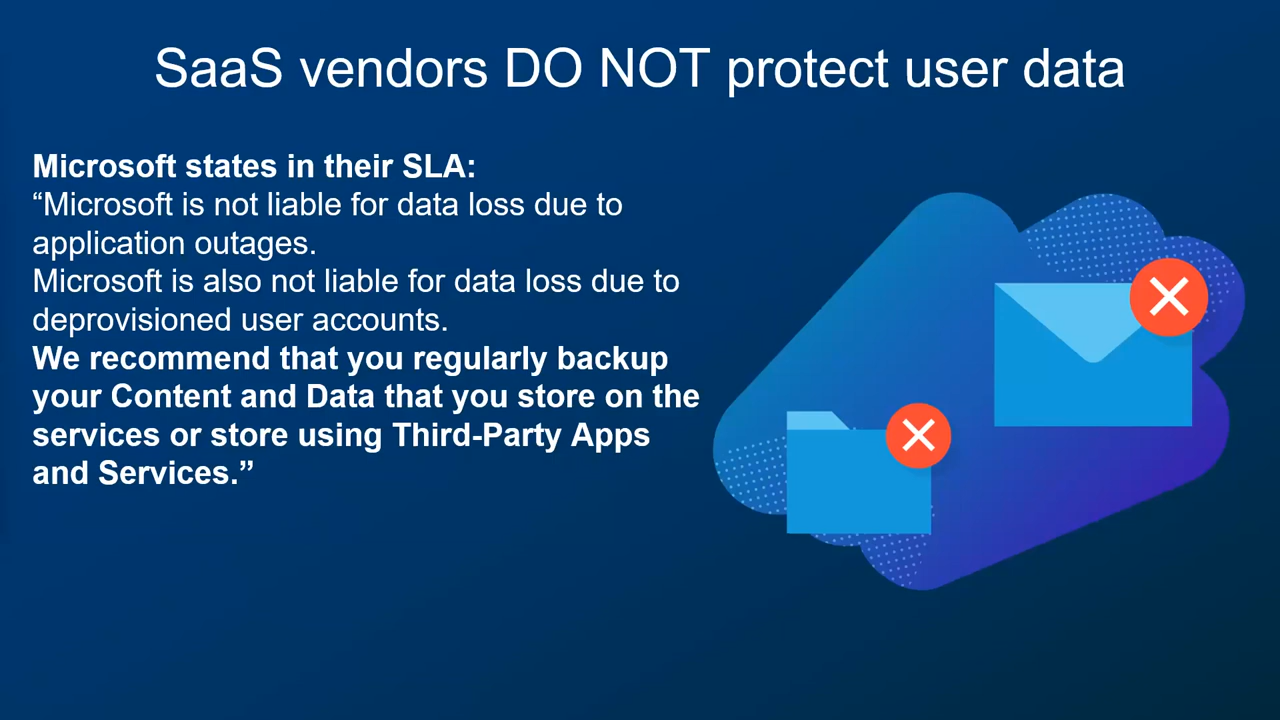 SaaS vendors DO NOT protect user data
Microsoft states in their SLA:
“Microsoft is not liable for data loss due to
application outages.
Microsoft is also not liable for data loss due to
deprovisioned user accounts.
We recommend that you regularly backup
your Content and Data that you store on the
services or store using Third-Party Apps
and Services.”